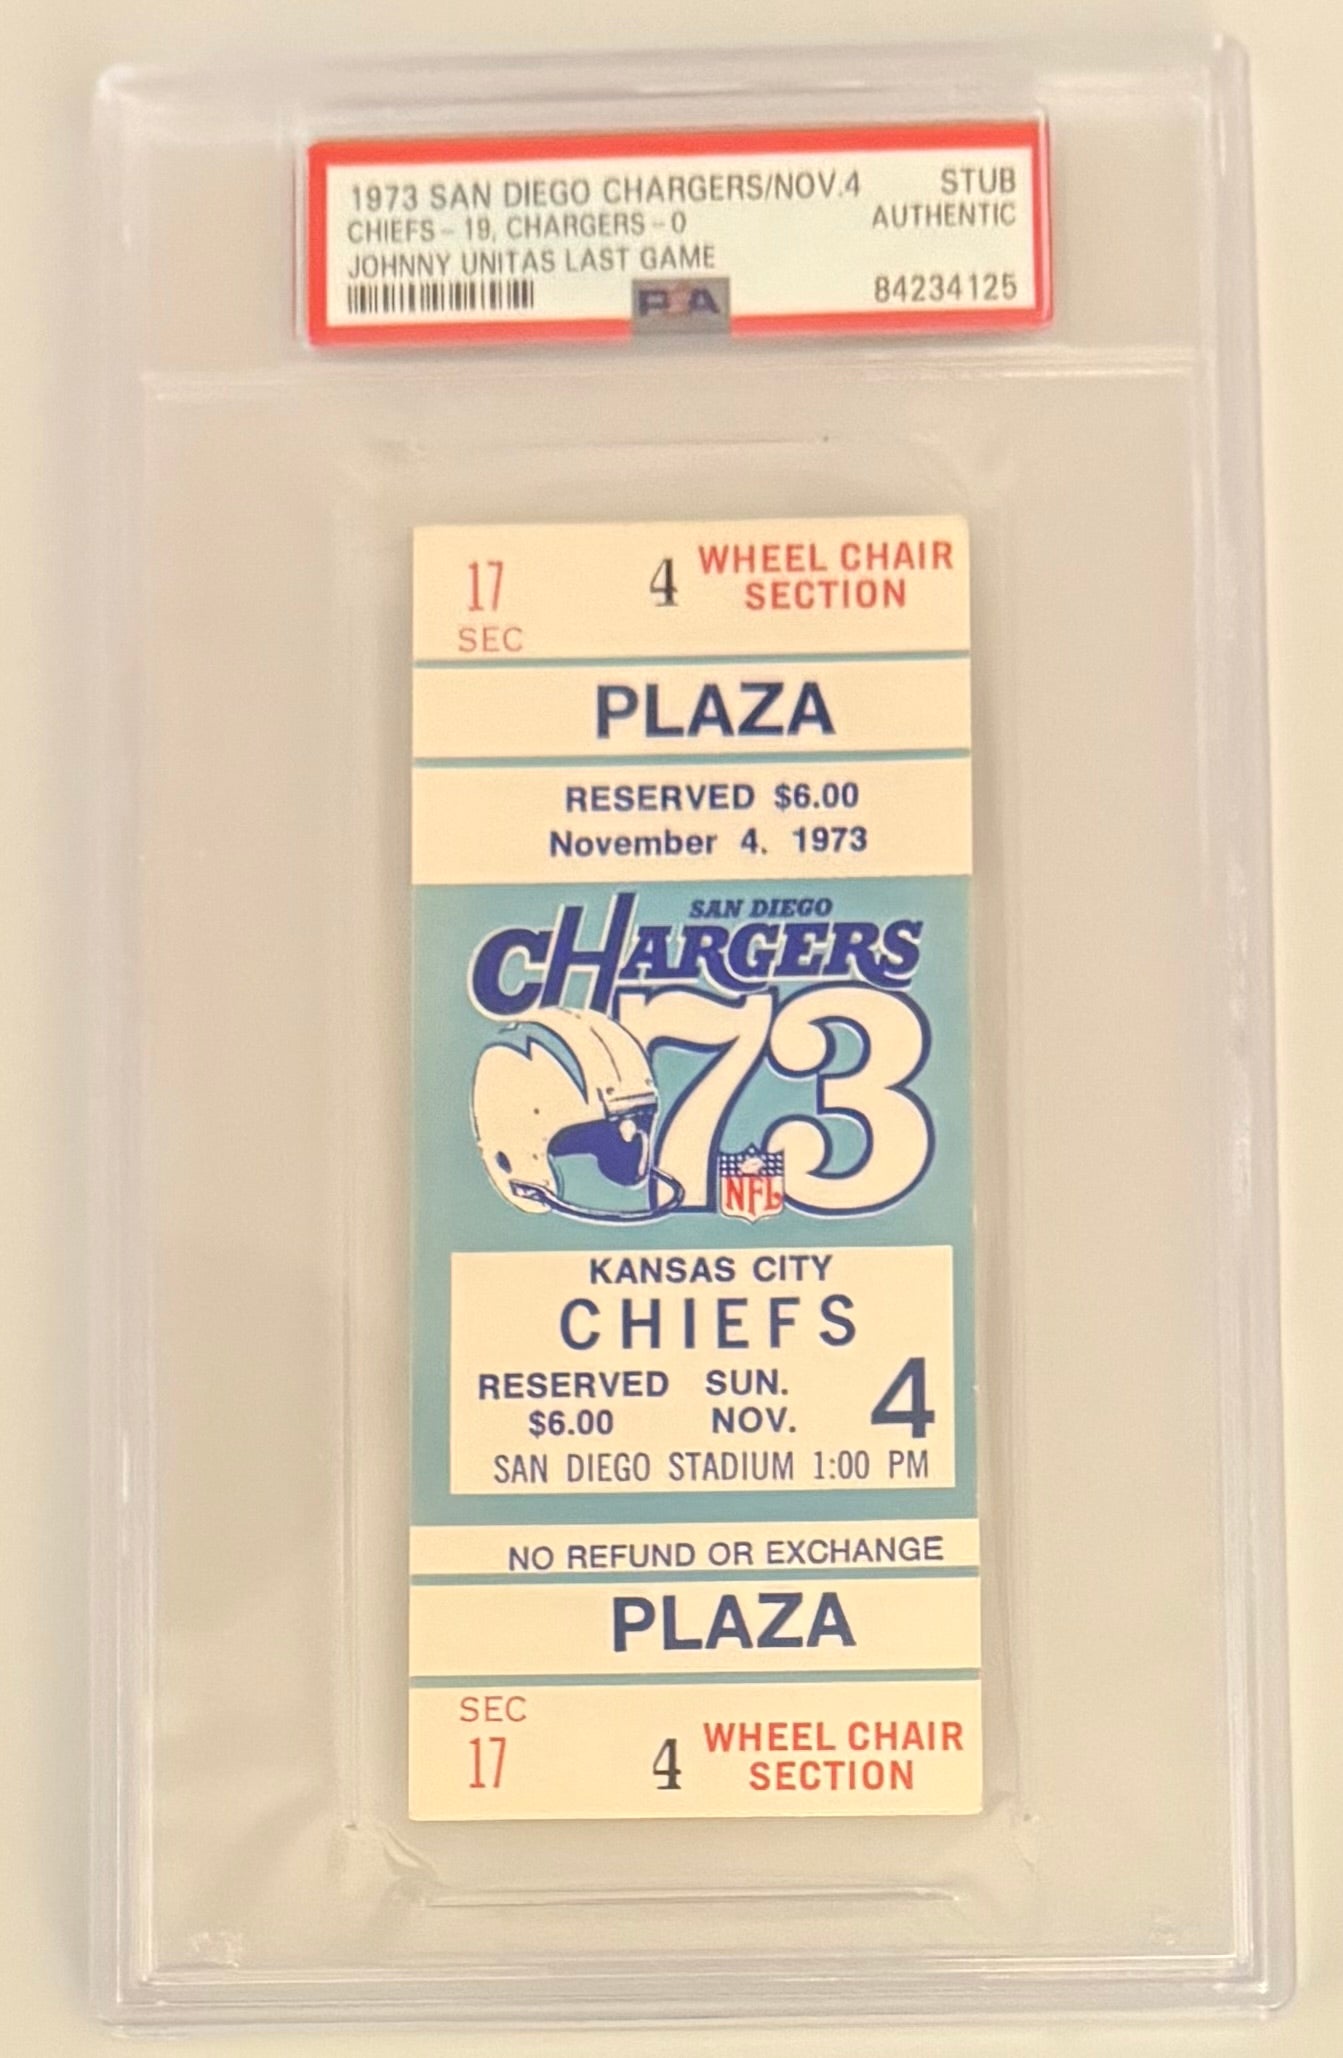 1973 SAN DIEGO CHARGERS/NOV.4 STUB
CHIEFS - 19, CHARGERS - 0 AUTHENTIC
JOHNNY UNITAS LAST GAME
PSA 84234125
17 4 WHEEL CHAIR
SEC SECTION
PLAZA
RESERVED $6.00
November 4. 1973
SAN DIEGO
CHARGERS
73
NFL
KANSAS CITY
CHIEFS
RESERVED SUN. 4
$6.00 NOV.
SAN DIEGO STADIUM 1:00 PM
NO REFUND OR EXCHANGE
PLAZA
SEC WHEEL CHAIR
17 4 SECTION